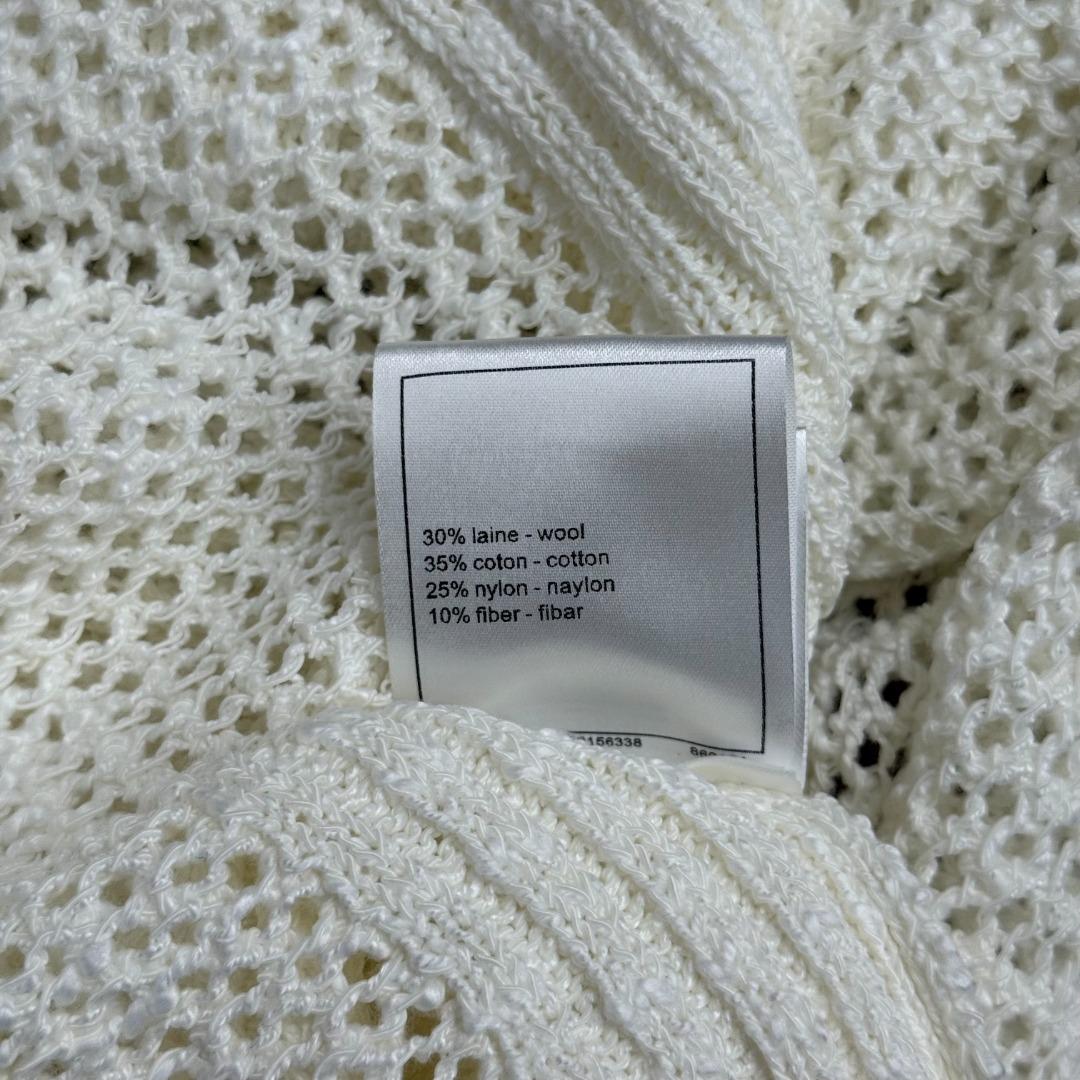 30% laine - wool
35% coton - cotton
25% nylon - naylon
10% fiber - fibar